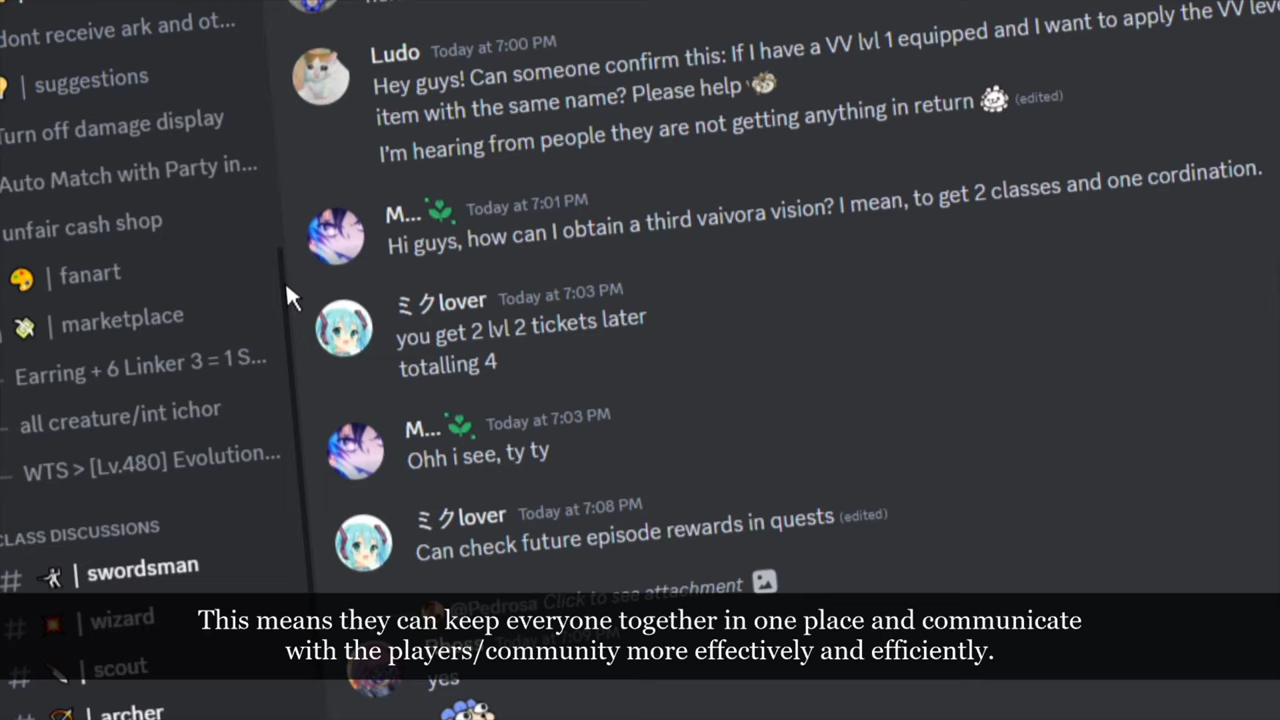 dont receive ark and ot...
| suggestions
Turn off damage display
Auto Match with Party in...
unfair cash shop
| fanart
| marketplace
Earring + 6 Linker 3 = 1 S...
all creature/int ichor
WTS > [Lv.480] Evolution...
CLASS DISCUSSIONS
# | swordsman
# | wizard
# | scout
# | archer
Ludo Today at 7:00 PM
Hey guys! Can someone confirm this: If I have a VV lvl 1 equipped and I want to apply the VV leve
item with the same name? Please help
I'm hearing from people they are not getting anything in return (edited)
M... Today at 7:01 PM
Hi guys, how can I obtain a third vaivora vision? I mean, to get 2 classes and one cordination.
ミクlover Today at 7:03 PM
you get 2 lvl 2 tickets later
totalling 4
M... Today at 7:03 PM
Ohh i see, ty ty
ミクlover Today at 7:08 PM
Can check future episode rewards in quests (edited)
@Pedrosa Click to see attachment
yes
This means they can keep everyone together in one place and communicate
with the players/community more effectively and efficiently.